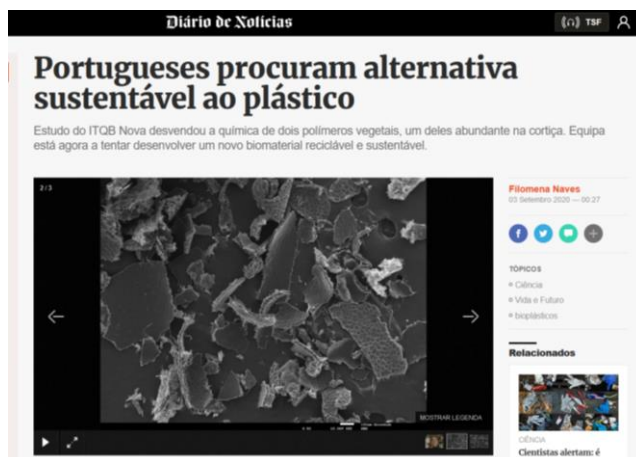 Diário de Notícias
TSF
Portugueses procuram alternativa
sustentável ao plástico
Estudo do ITQB Nova desvendou a química de dois polímeros vegetais, um deles abundante na cortiça. Equipa
está agora a tentar desenvolver um novo biomaterial reciclável e sustentável.
2/3
Filomena Naves
03 Setembro 2020 — 00:27
TÓPICOS
Ciência
Vida e Futuro
bioplásticos
Relacionados
MOSTRAR LEGENDA
CIÊNCIA
Cientistas alertam: é